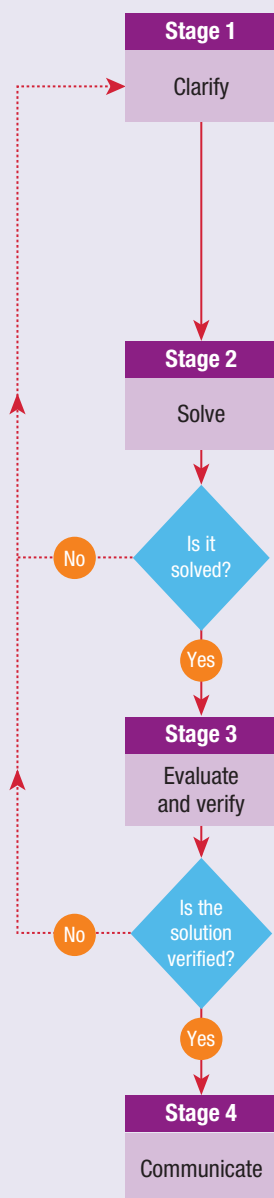 Stage 1
Clarify
Stage 2
Solve
Is it
solved?
No
Yes
Stage 3
Evaluate
and verify
Is the
solution
verified?
No
Yes
Stage 4
Communicate